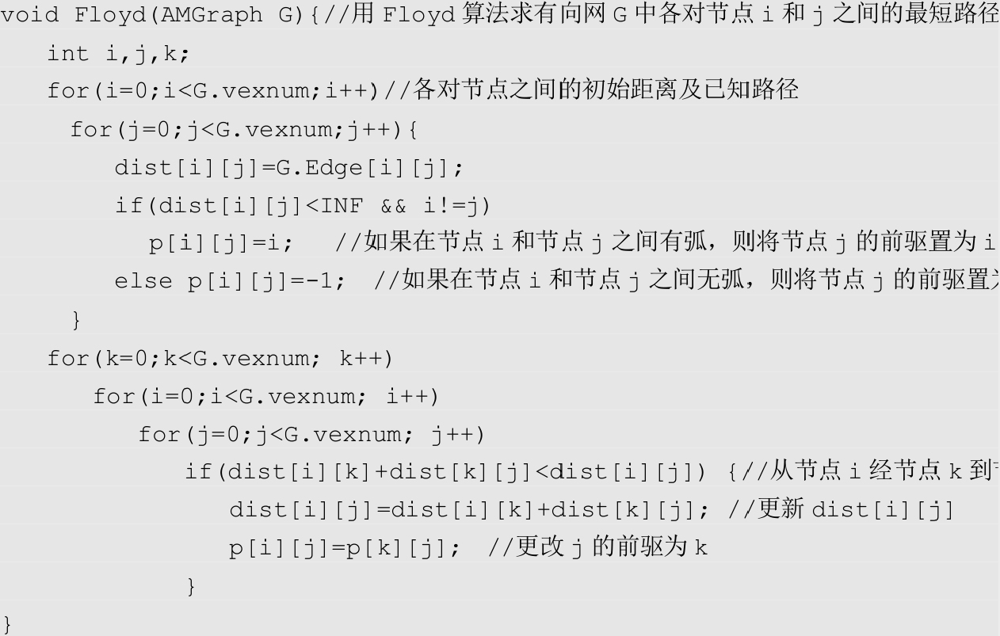 void Floyd(AMGraph G){//用 Floyd 算法求有向网 G 中各对节点 i 和 j 之间的最短路径
int i,j,k;
for(i=0;i<G.vexnum;i++)//各对节点之间的初始距离及已知路径
for(j=0;j<G.vexnum;j++){
dist[i][j]=G.Edge[i][j];
if(dist[i][j]<INF && i!=j)
p[i][j]=i; //如果在节点 i 和节点 j 之间有弧，则将节点 j 的前驱置为 i
else p[i][j]=-1; //如果在节点 i 和节点 j 之间无弧，则将节点 j 的前驱置
}
for(k=0;k<G.vexnum; k++)
for(i=0;i<G.vexnum; i++)
for(j=0;j<G.vexnum; j++)
if(dist[i][k]+dist[k][j]<dist[i][j]) {//从节点 i 经节点 k 到
dist[i][j]=dist[i][k]+dist[k][j]; //更新 dist[i][j]
p[i][j]=p[k][j]; //更改 j 的前驱为 k
}
}